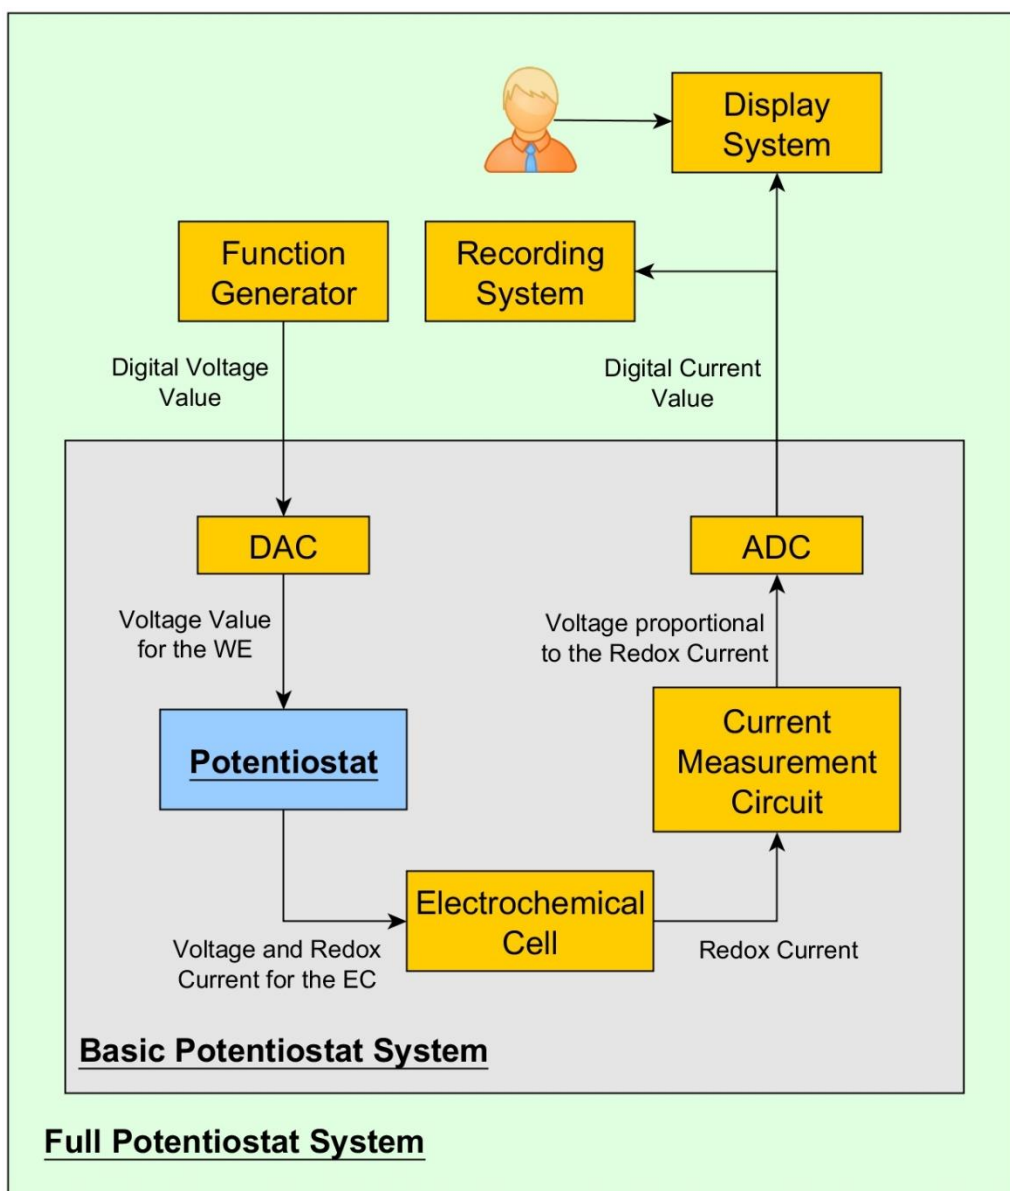 Display
System
Function
Generator
Recording
System
Digital Voltage
Value
Digital Current
Value
DAC
ADC
Voltage Value
for the WE
Voltage proportional
to the Redox Current
Potentiostat
Current
Measurement
Circuit
Electrochemical
Cell
Voltage and Redox
Current for the EC
Redox Current
Basic Potentiostat System
Full Potentiostat System